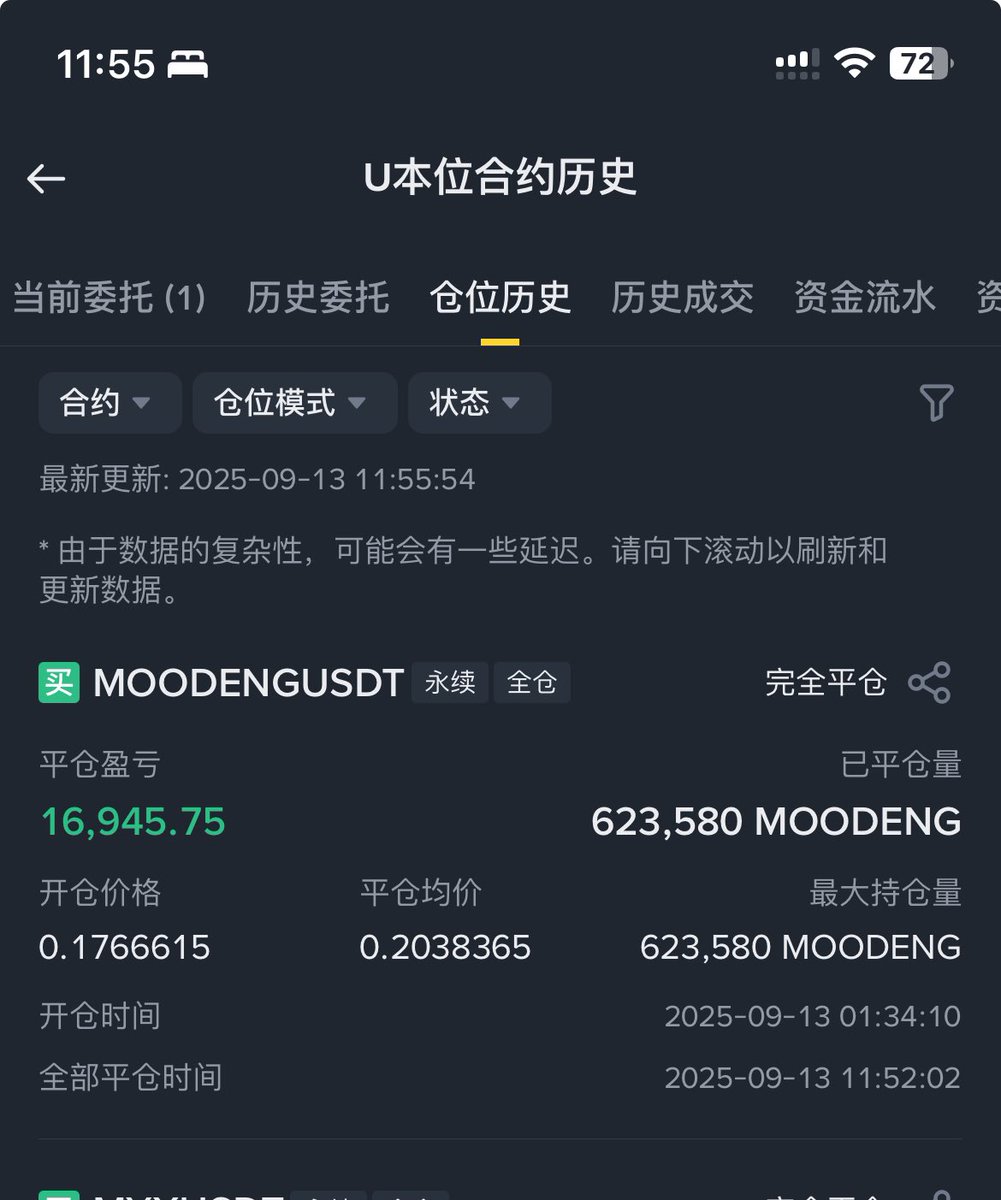 11:55
72
U本位合约历史
当前委托 (1) 历史委托 仓位历史 历史成交 资金流水 资
合约 仓位模式 状态
最新更新: 2025-09-13 11:55:54
* 由于数据的复杂性，可能会有一些延迟。请向下滚动以刷新和
更新数据。
买 MOODENGUSDT 永续 全仓 完全平仓
平仓盈亏 已平仓量
16,945.75 623,580 MOODENG
开仓价格 平仓均价 最大持仓量
0.1766615 0.2038365 623,580 MOODENG
开仓时间 2025-09-13 01:34:10
全部平仓时间 2025-09-13 11:52:02